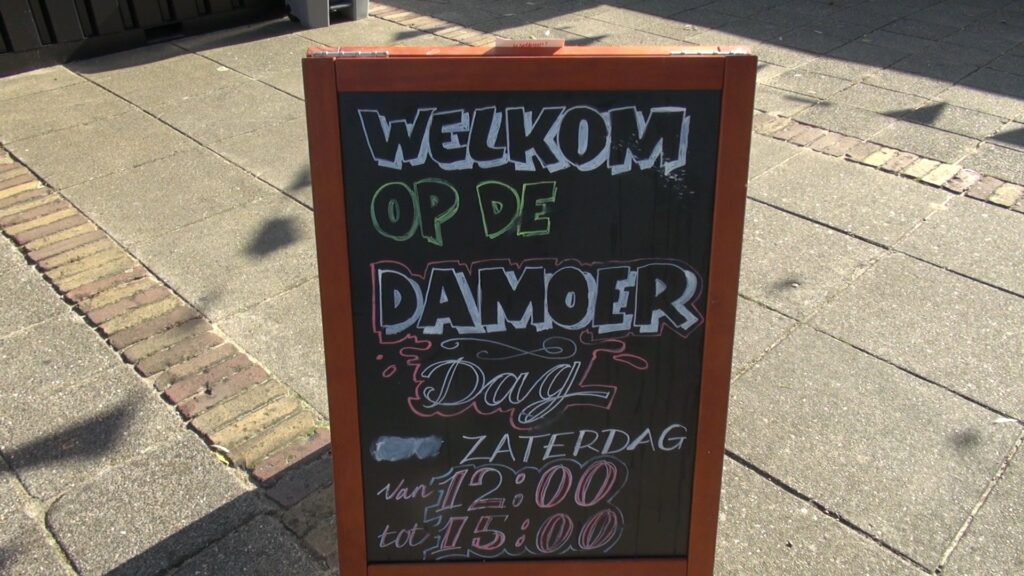 WELKOM
OP DE
DAMOER
Dag
ZATERDAG
van 12:00
tot 15:00